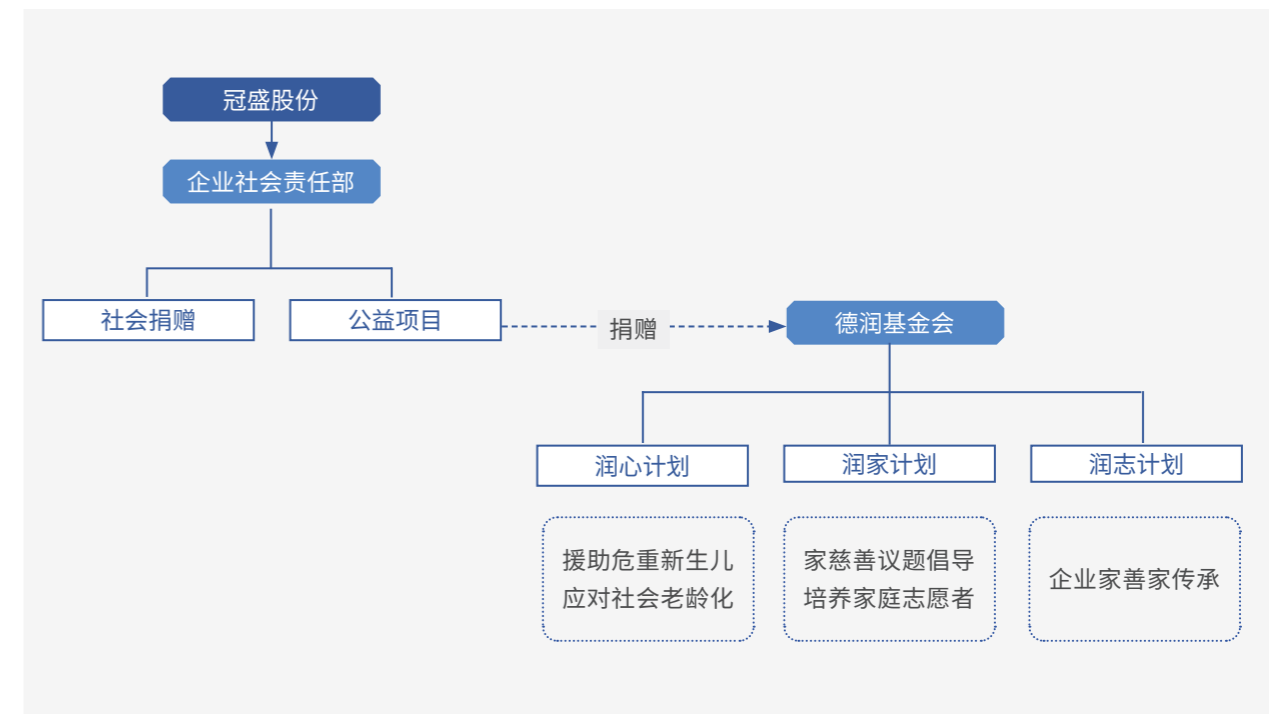 冠盛股份
企业社会责任部
社会捐赠
公益项目
捐赠
德润基金会
润心计划
润家计划
润志计划
援助危重新生儿
应对社会老龄化
家慈善议题倡导
培养家庭志愿者
企业家善家传承